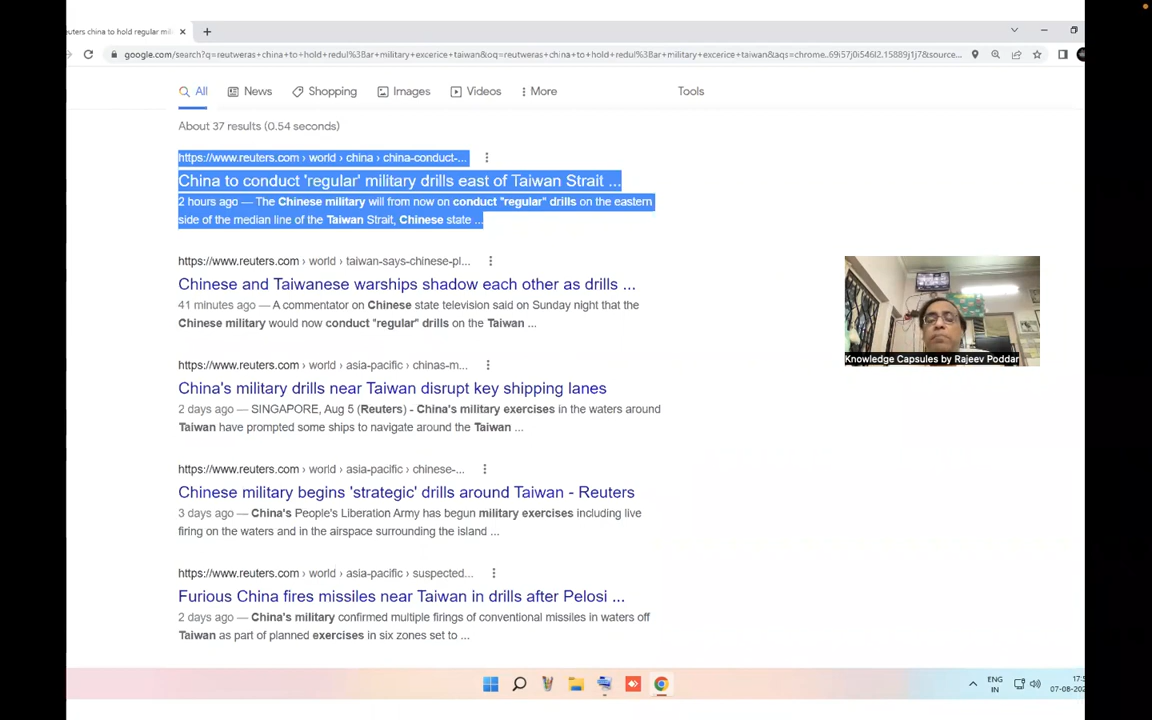 uters china to hold regular mil
google.com/search?q=reutweras+china+to+hold+redul%3Bar+military+excerice+taiwan&oq=reutweras+china+to+hold+redul%3Bar+military+excerice+taiwan&aqs=chrome..69i57j0i546l2.15889j1j7&source...
All News Shopping Images Videos More Tools
About 37 results (0.54 seconds)
https://www.reuters.com › world › china › china-conduct-...
China to conduct 'regular' military drills east of Taiwan Strait ...
2 hours ago — The Chinese military will from now on conduct "regular" drills on the eastern
side of the median line of the Taiwan Strait, Chinese state ...
https://www.reuters.com › world › taiwan-says-chinese-pl...
Chinese and Taiwanese warships shadow each other as drills ...
41 minutes ago — A commentator on Chinese state television said on Sunday night that the
Chinese military would now conduct "regular" drills on the Taiwan ...
Knowledge Capsules by Rajeev Poddar
https://www.reuters.com › world › asia-pacific › chinas-m...
China's military drills near Taiwan disrupt key shipping lanes
2 days ago — SINGAPORE, Aug 5 (Reuters) - China's military exercises in the waters around
Taiwan have prompted some ships to navigate around the Taiwan ...
https://www.reuters.com › world › asia-pacific › chinese-...
Chinese military begins 'strategic' drills around Taiwan - Reuters
3 days ago — China's People's Liberation Army has begun military exercises including live
firing on the waters and in the airspace surrounding the island ...
https://www.reuters.com › world › asia-pacific › suspected...
Furious China fires missiles near Taiwan in drills after Pelosi ...
2 days ago — China's military confirmed multiple firings of conventional missiles in waters off
Taiwan as part of planned exercises in six zones set to ...
ENG
IN
17:5
07-08-202